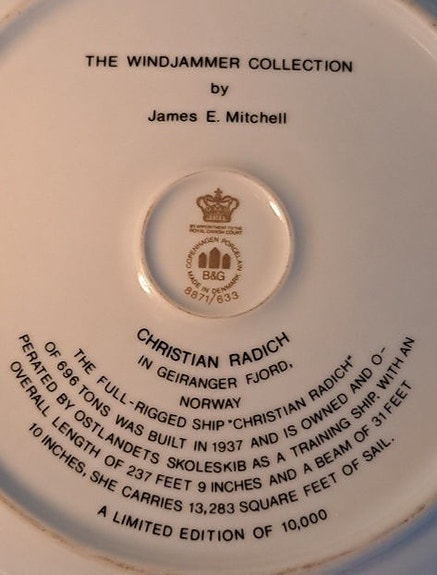 THE WINDJAMMER COLLECTION
by
James E. Mitchell
BY APPOINTMENT TO THE
ROYAL DANISH COURT
COPENHAGEN PORCELAIN
B&G
MADE IN DENMARK
8871/633
CHRISTIAN RADICH
IN GEIRANGER FJORD,
NORWAY
THE FULL-RIGGED SHIP "CHRISTIAN RADICH"
OF 696 TONS WAS BUILT IN 1937 AND IS OWNED AND O-
PERATED BY OSTLANDETS SKOLESKIB AS A TRAINING SHIP. WITH AN
OVERALL LENGTH OF 237 FEET 9 INCHES AND A BEAM OF 31 FEET
10 INCHES, SHE CARRIES 13,283 SQUARE FEET OF SAIL.
A LIMITED EDITION OF 10,000